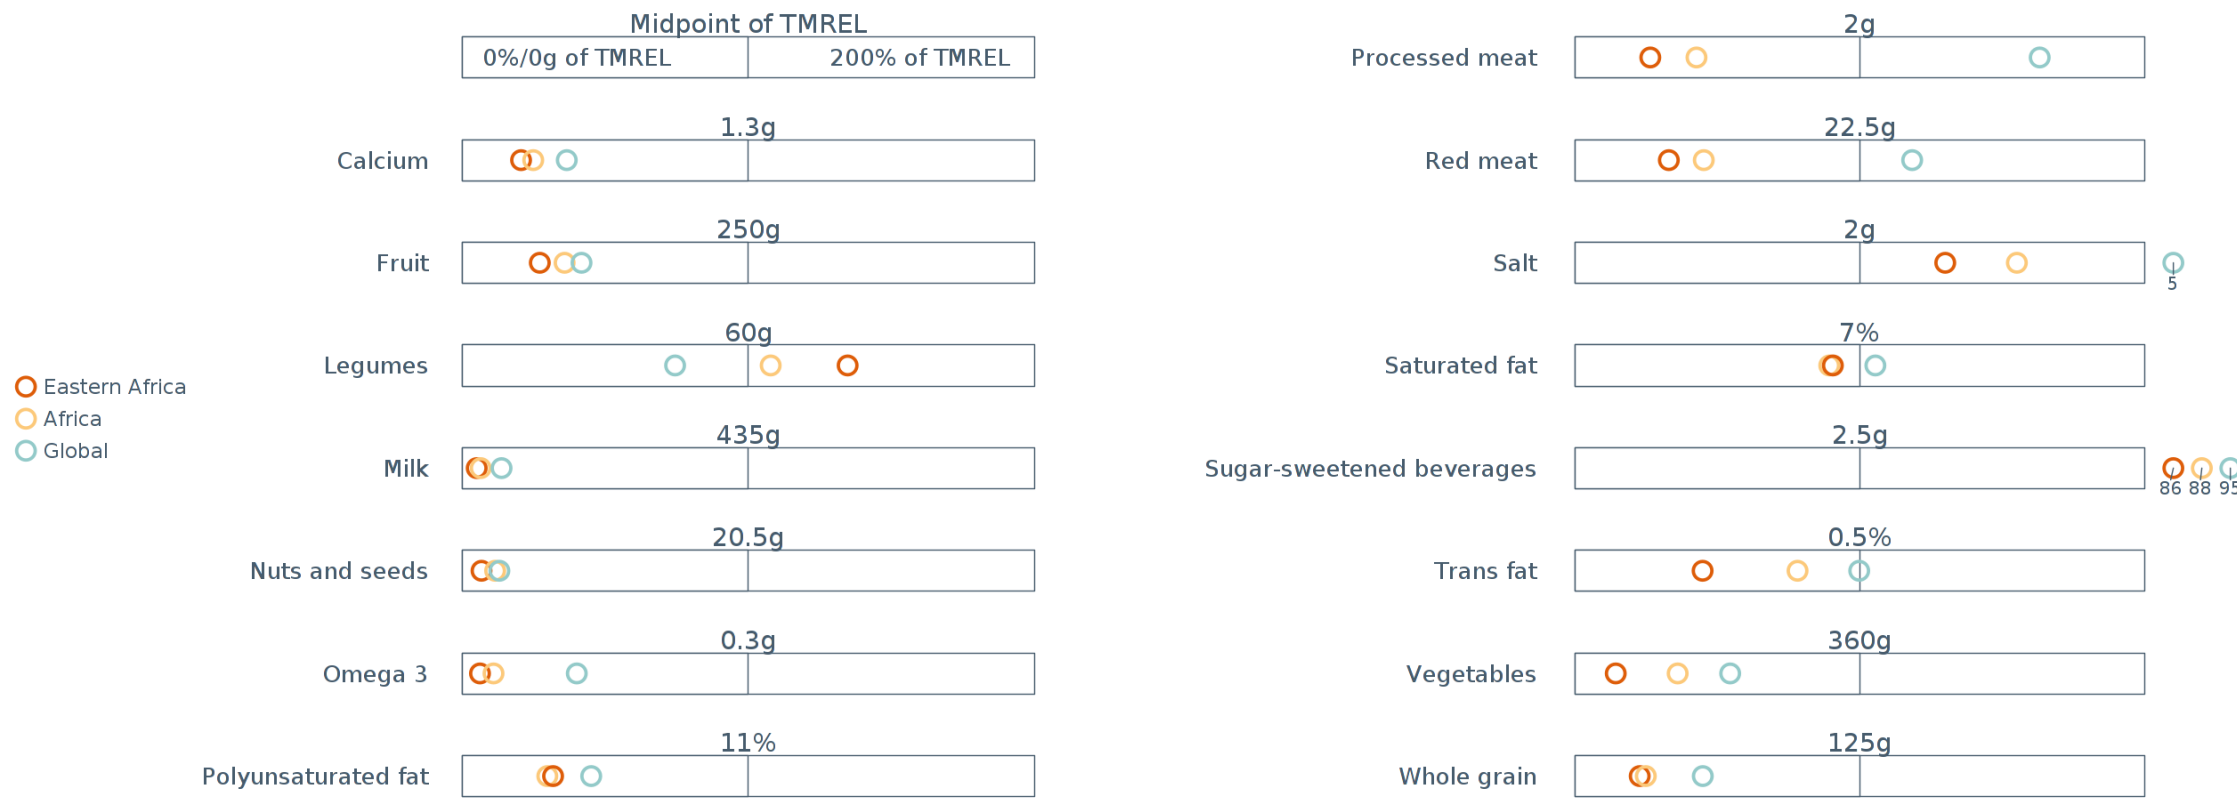 Midpoint of TMREL
0%/0g of TMREL 200% of TMREL
Calcium
1.3g
Fruit
250g
Legumes
60g
Milk
435g
Nuts and seeds
20.5g
Omega 3
0.3g
Polyunsaturated fat
11%
Eastern Africa
Africa
Global
Processed meat
2g
Red meat
22.5g
Salt
2g
5
Saturated fat
7%
Sugar-sweetened beverages
2.5g
86 88 95
Trans fat
0.5%
Vegetables
360g
Whole grain
125g